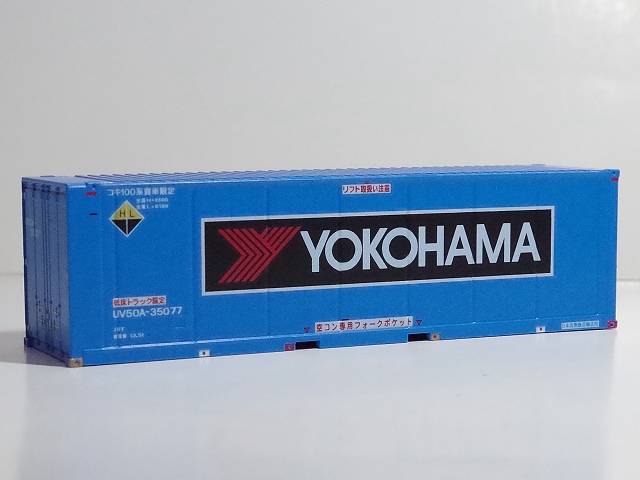 コキ100系貨車限定
HL
リフト取扱い注意
YOKOHAMA
低床トラック限定
UV50A-35077
空コン専用フォークポケット